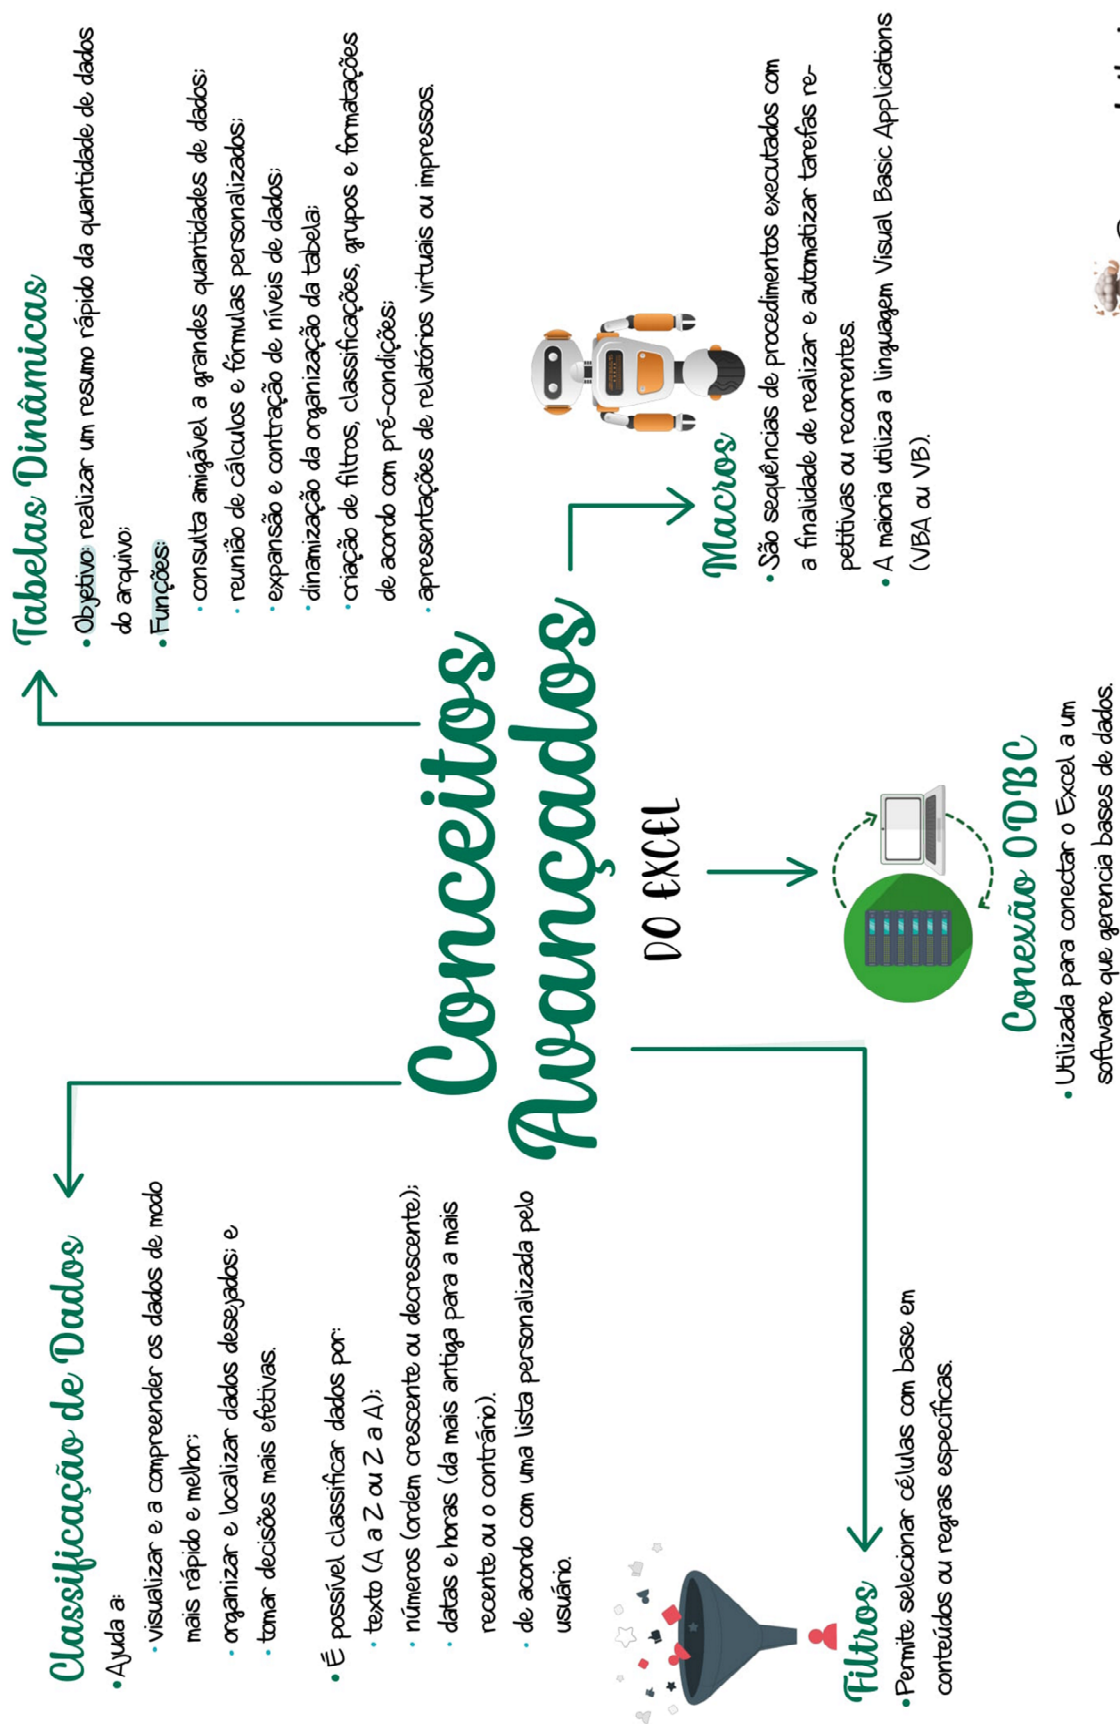 Conceitos
Avançados
DO EXCEL
Classificação de Dados
• Ajuda a:
• visualizar e a compreender os dados de modo
mais rápido e melhor;
• organizar e localizar dados desejados; e
• tomar decisões mais efetivas.
• É possível classificar dados por:
• texto (A a Z ou Z a A);
• números (ordem crescente ou decrescente);
• datas e horas (da mais antiga para a mais
recente ou o contrário).
• de acordo com uma lista personalizada pelo
usuário.
Tabelas Dinâmicas
• Objetivo: realizar um resumo rápido da quantidade de dados
do arquivo;
• Funções:
• consulta amigável a grandes quantidades de dados;
• reunião de cálculos e fórmulas personalizados;
• expansão e contração de níveis de dados;
• dinamização da organização da tabela;
• criação de filtros, classificações, grupos e formatações
de acordo com pré-condições;
• apresentações de relatórios virtuais ou impressos.
Filtros
• Permite selecionar células com base em
conteúdos ou regras específicas.
Conexão ODBC
• Utilizada para conectar o Excel a um
software que gerencia bases de dados.
Macros
• São sequências de procedimentos executados com
a finalidade de realizar e automatizar tarefas re-
petitivas ou recorrentes.
• A maioria utiliza a linguagem Visual Basic Applications
(VBA ou VB).